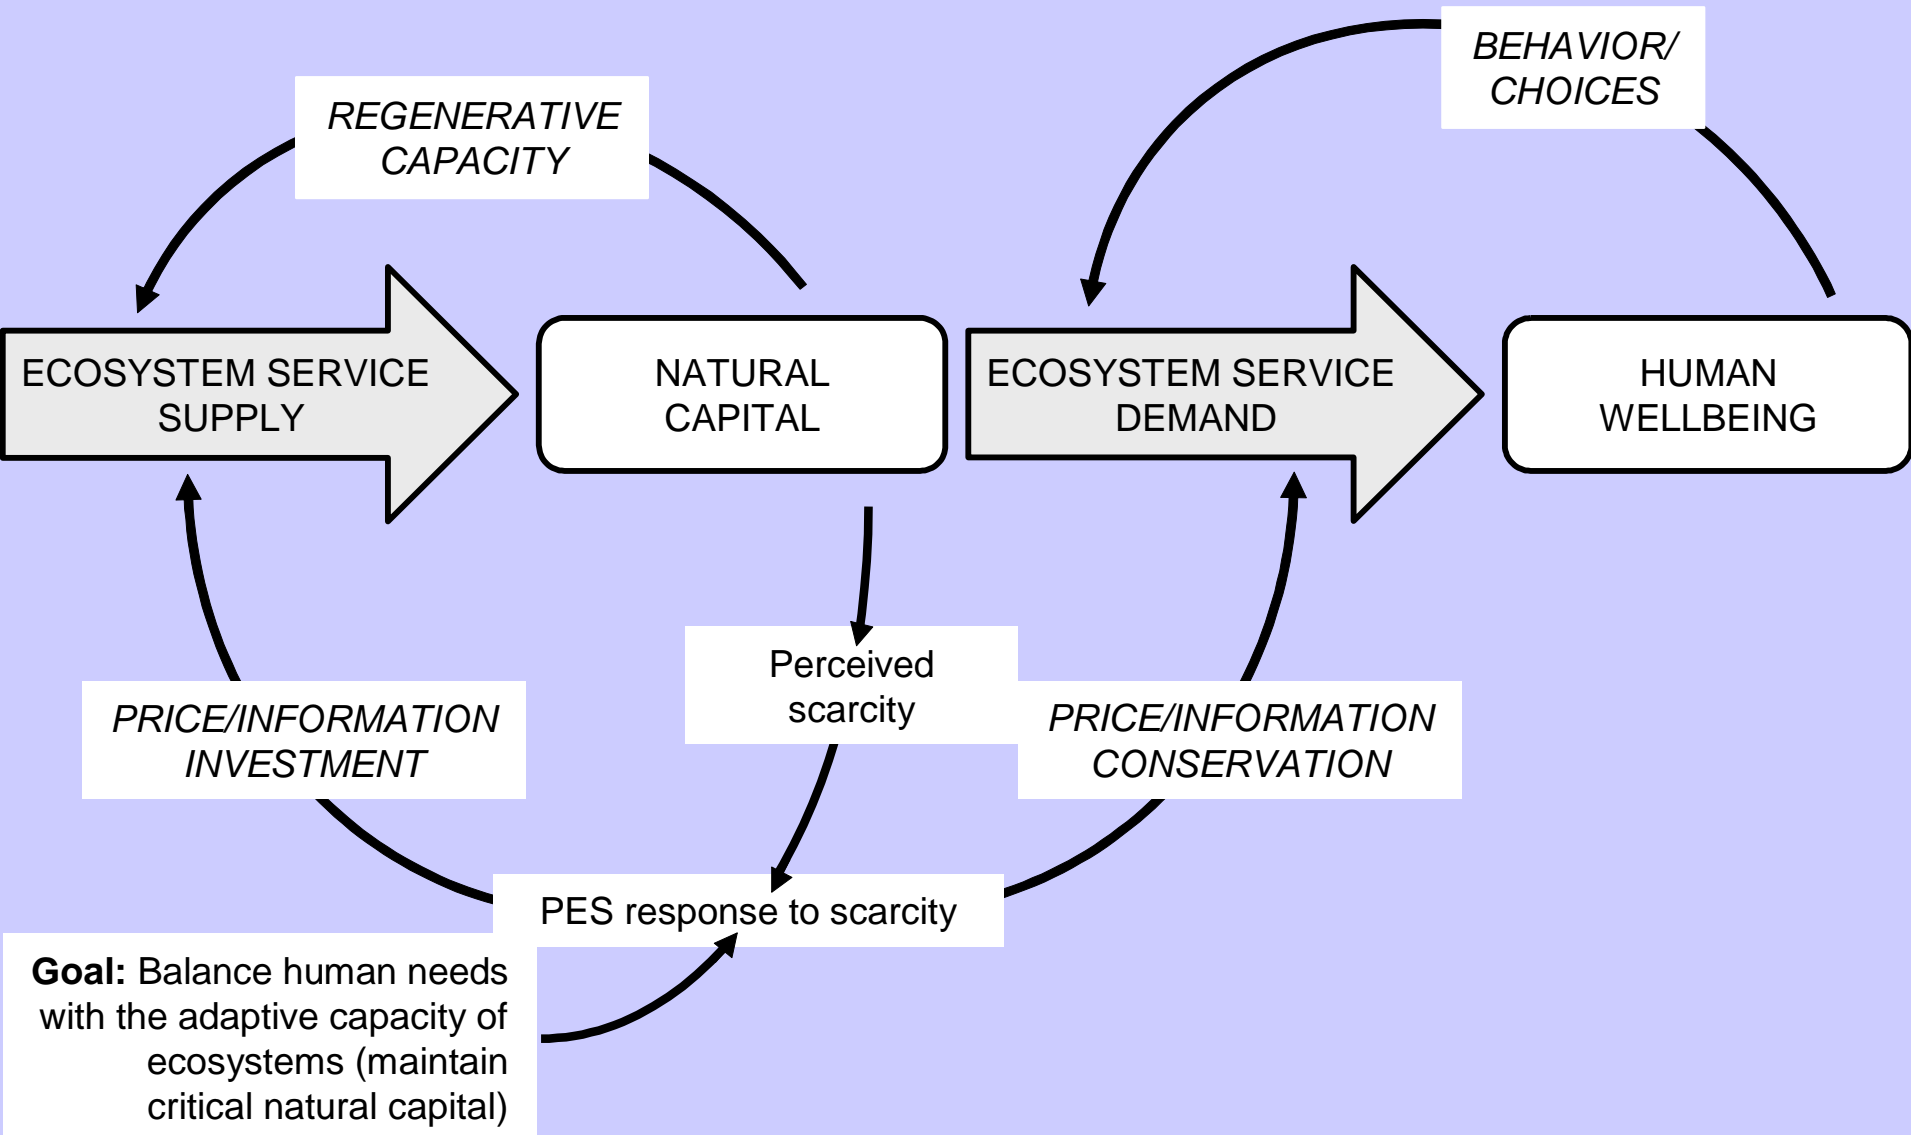 BEHAVIOR/
CHOICES
REGENERATIVE
CAPACITY
ECOSYSTEM SERVICE
SUPPLY
NATURAL
CAPITAL
ECOSYSTEM SERVICE
DEMAND
HUMAN
WELLBEING
Perceived
scarcity
PRICE/INFORMATION
INVESTMENT
PRICE/INFORMATION
CONSERVATION
PES response to scarcity
Goal: Balance human needs
with the adaptive capacity of
ecosystems (maintain
critical natural capital)